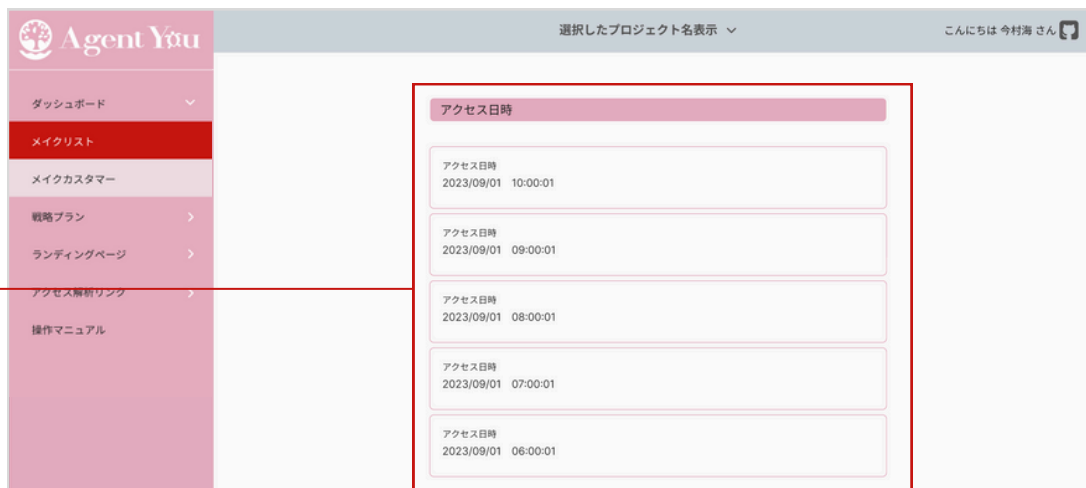 Agent You
選択したプロジェクト名表示
こんにちは 今村海 さん
ダッシュボード
メイクリスト
メイクカスタマー
戦略プラン
ランディングページ
アクセス解析リンク
操作マニュアル
アクセス日時
アクセス日時
2023/09/01 10:00:01
アクセス日時
2023/09/01 09:00:01
アクセス日時
2023/09/01 08:00:01
アクセス日時
2023/09/01 07:00:01
アクセス日時
2023/09/01 06:00:01